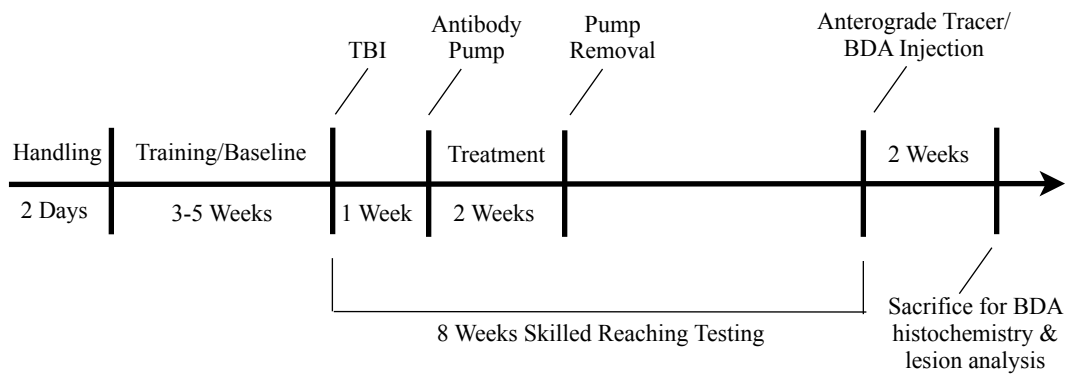 Antibody
Pump
Pump
Removal
Anterograde Tracer/
BDA Injection
TBI
Handling
Training/Baseline
Treatment
2 Weeks
2 Days
3-5 Weeks
1 Week
2 Weeks
8 Weeks Skilled Reaching Testing
Sacrifice for BDA
histochemistry &
lesion analysis